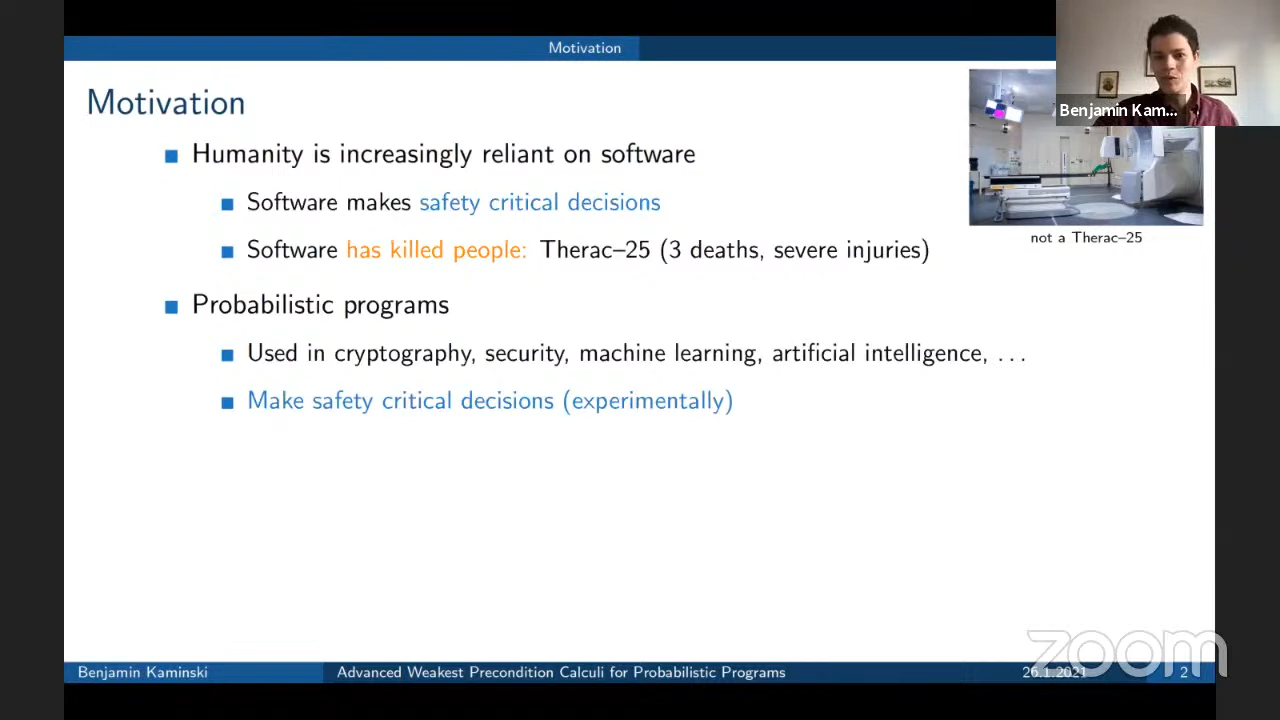 Motivation
Benjamin Kam...
Motivation
Humanity is increasingly reliant on software
Software makes safety critical decisions
Software has killed people: Therac–25 (3 deaths, severe injuries)
not a Therac–25
Probabilistic programs
Used in cryptography, security, machine learning, artificial intelligence, ...
Make safety critical decisions (experimentally)
zoom
Benjamin Kaminski
Advanced Weakest Precondition Calculi for Probabilistic Programs
26.1.2021
2